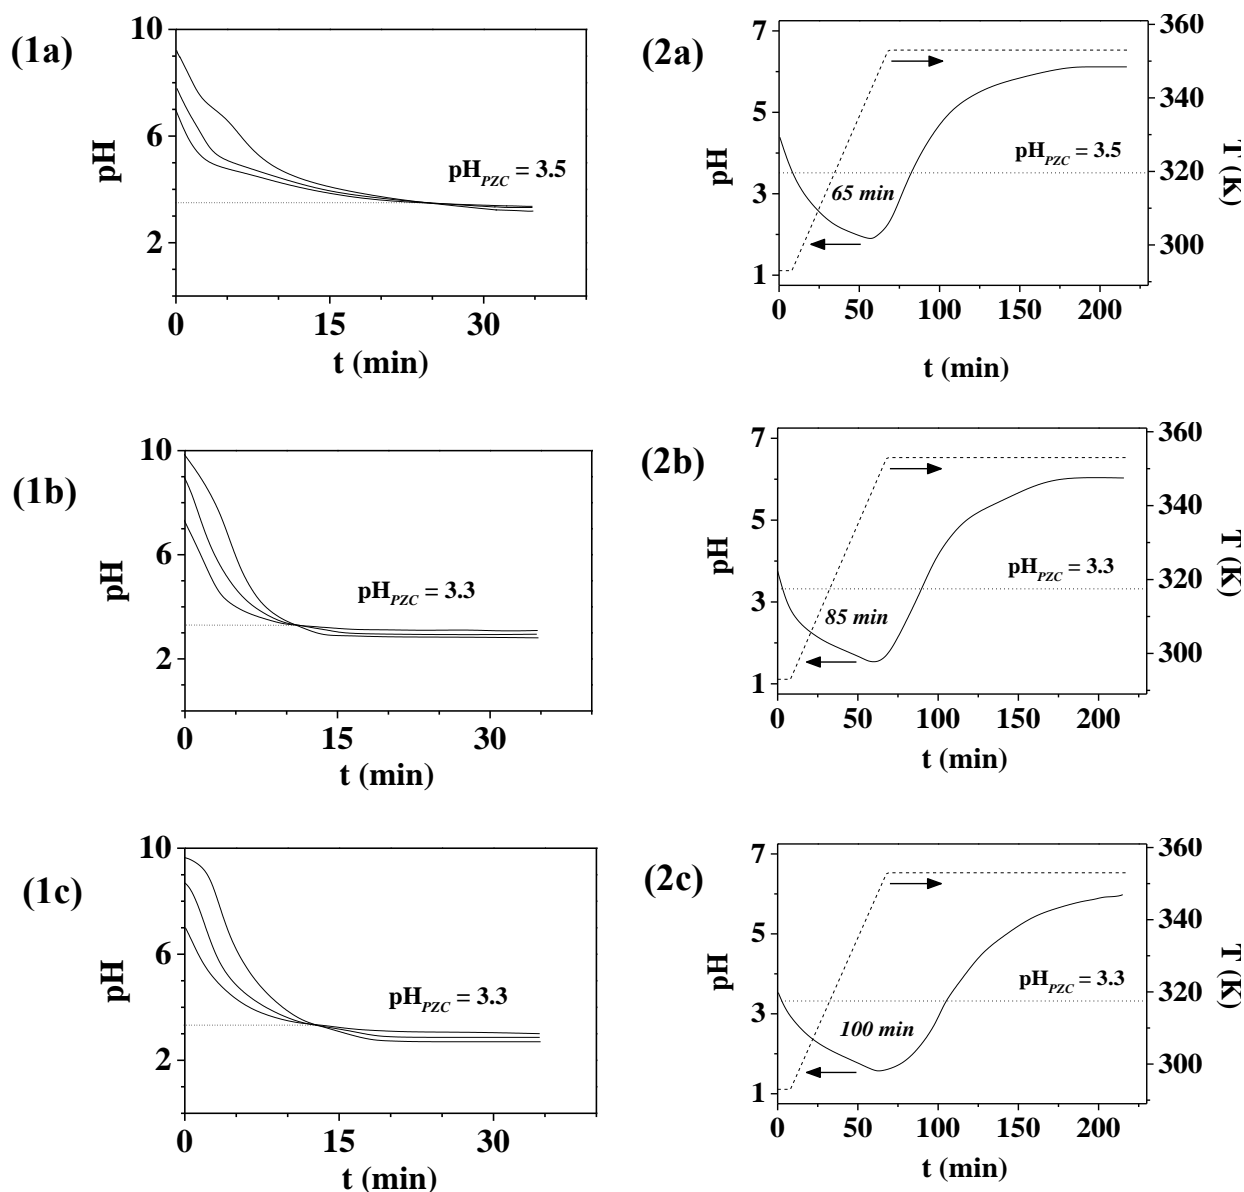 (1a)
10
6
2
pH
pH_PZC = 3.5
0 15 30
t (min)
(2a)
7
5
3
1
pH
360
340
320
300
T (K)
pH_PZC = 3.5
65 min
0 50 100 150 200
t (min)
(1b)
10
6
2
pH
pH_PZC = 3.3
0 15 30
t (min)
(2b)
7
5
3
1
pH
360
340
320
300
T (K)
pH_PZC = 3.3
85 min
0 50 100 150 200
t (min)
(1c)
10
6
2
pH
pH_PZC = 3.3
0 15 30
t (min)
(2c)
7
5
3
1
pH
360
340
320
300
T (K)
pH_PZC = 3.3
100 min
0 50 100 150 200
t (min)